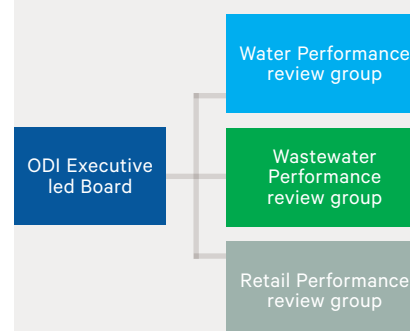 Water Performance
review group
ODI Executive
led Board
Wastewater
Performance
review group
Retail Performance
review group